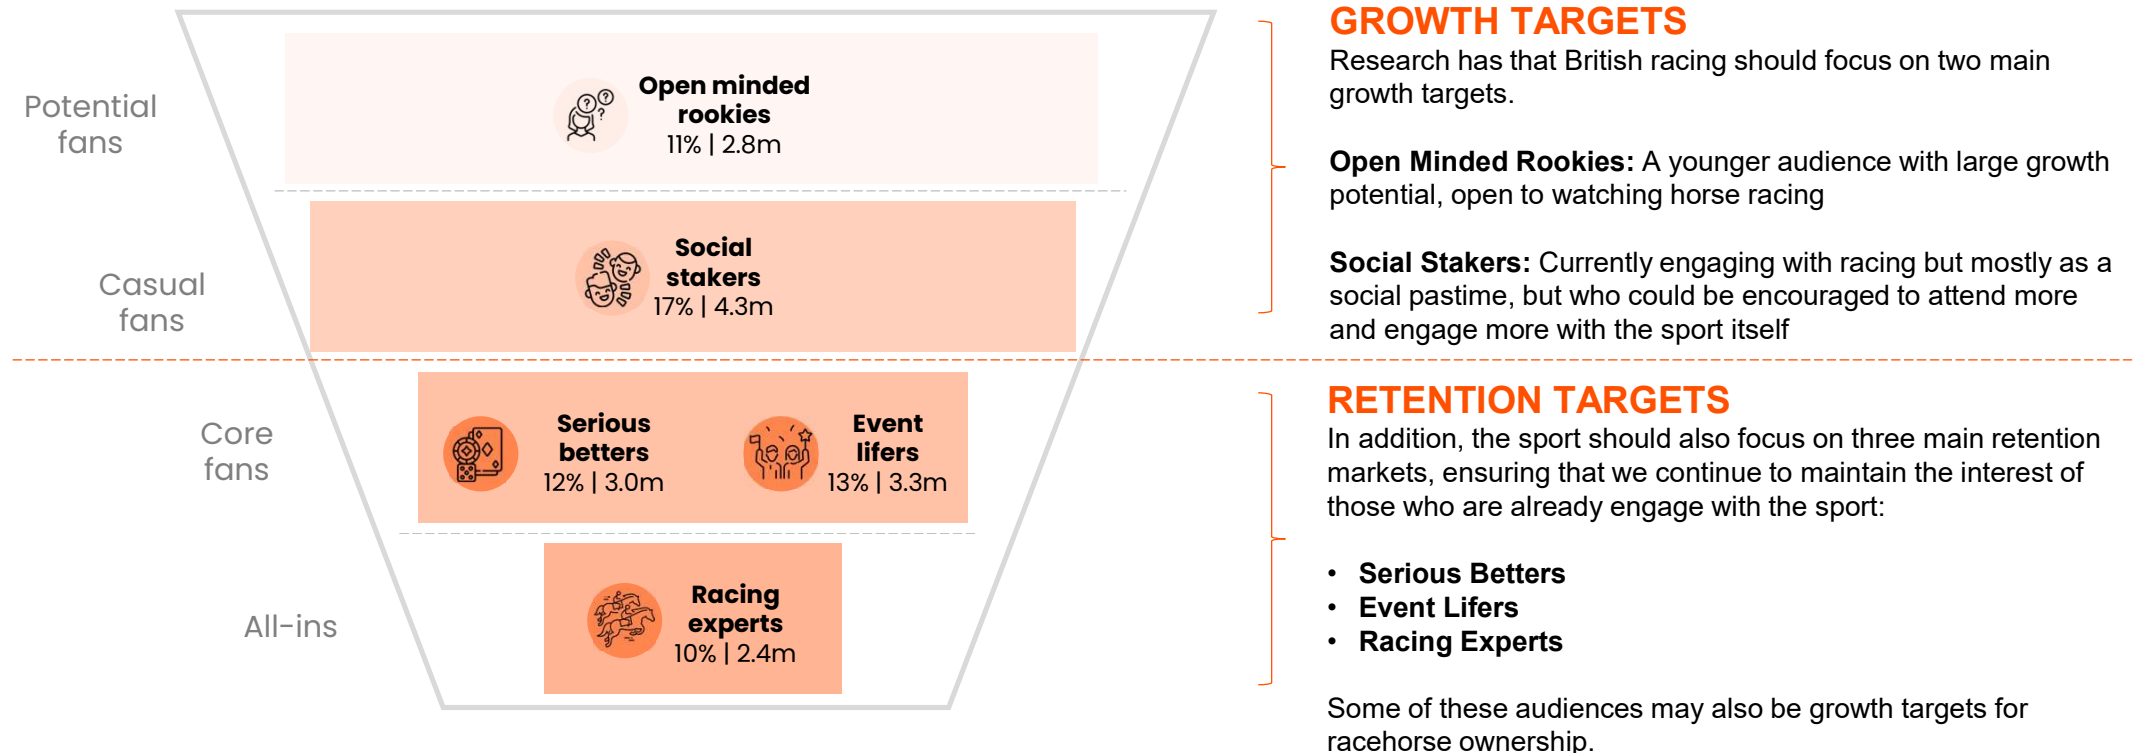 Potential
fans
Open minded
rookies
11% | 2.8m
Casual
fans
Social
stakers
17% | 4.3m
Core
fans
Serious
betters
12% | 3.0m
Event
lifers
13% | 3.3m
All-ins
Racing
experts
10% | 2.4m
GROWTH TARGETS
Research has that British racing should focus on two main
growth targets.
Open Minded Rookies: A younger audience with large growth
potential, open to watching horse racing
Social Stakers: Currently engaging with racing but mostly as a
social pastime, but who could be encouraged to attend more
and engage more with the sport itself
RETENTION TARGETS
In addition, the sport should also focus on three main retention
markets, ensuring that we continue to maintain the interest of
those who are already engage with the sport:
• Serious Betters
• Event Lifers
• Racing Experts
Some of these audiences may also be growth targets for
racehorse ownership.